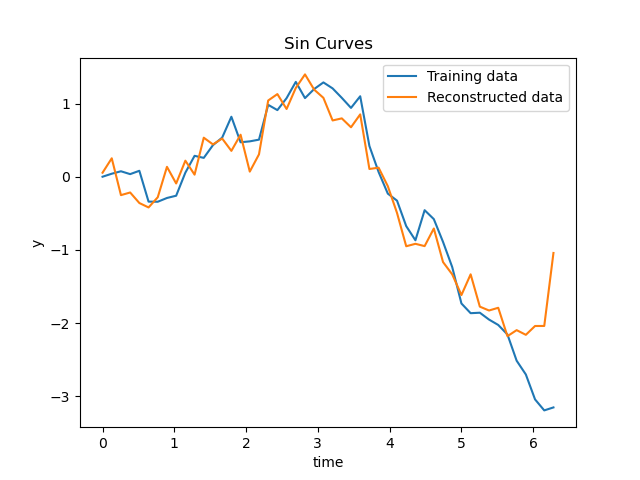 Sin Curves
Training data
Reconstructed data
1
0
−1
−2
−3
y
0 1 2 3 4 5 6
time